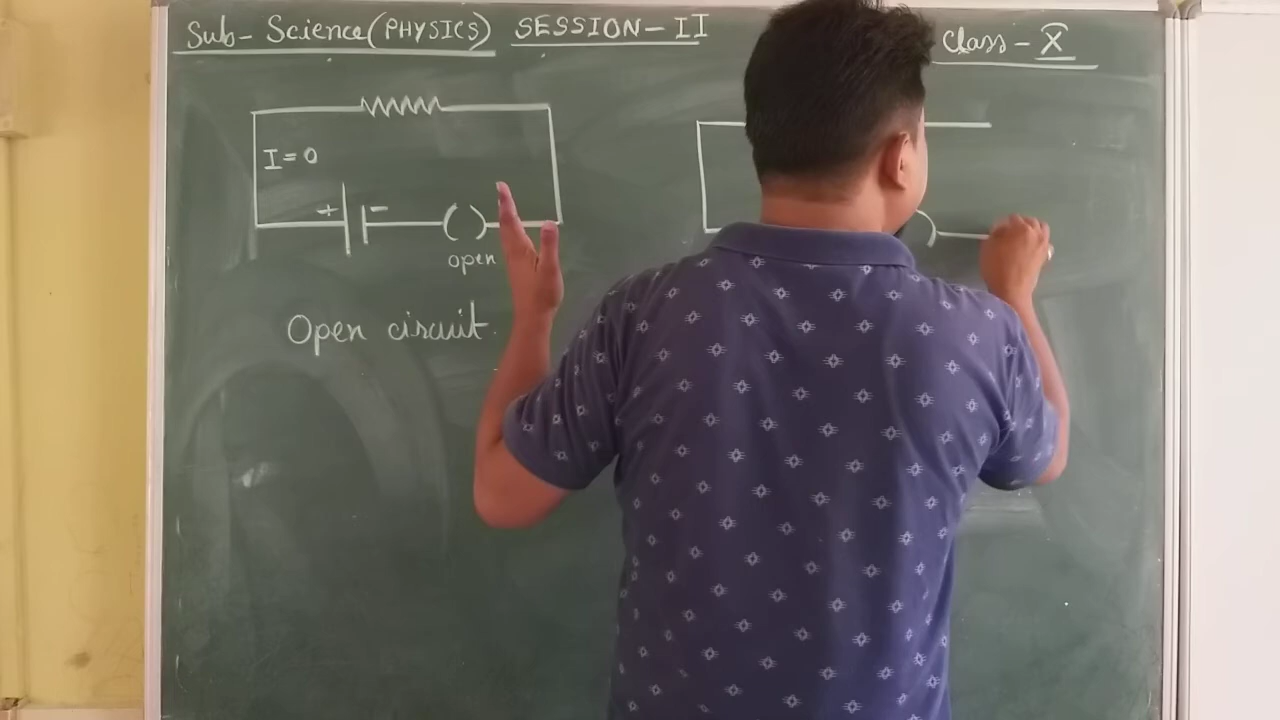 Sub- Science (PHYSICS) SESSION-II Class-X
I=0
+ -
open
Open circuit.